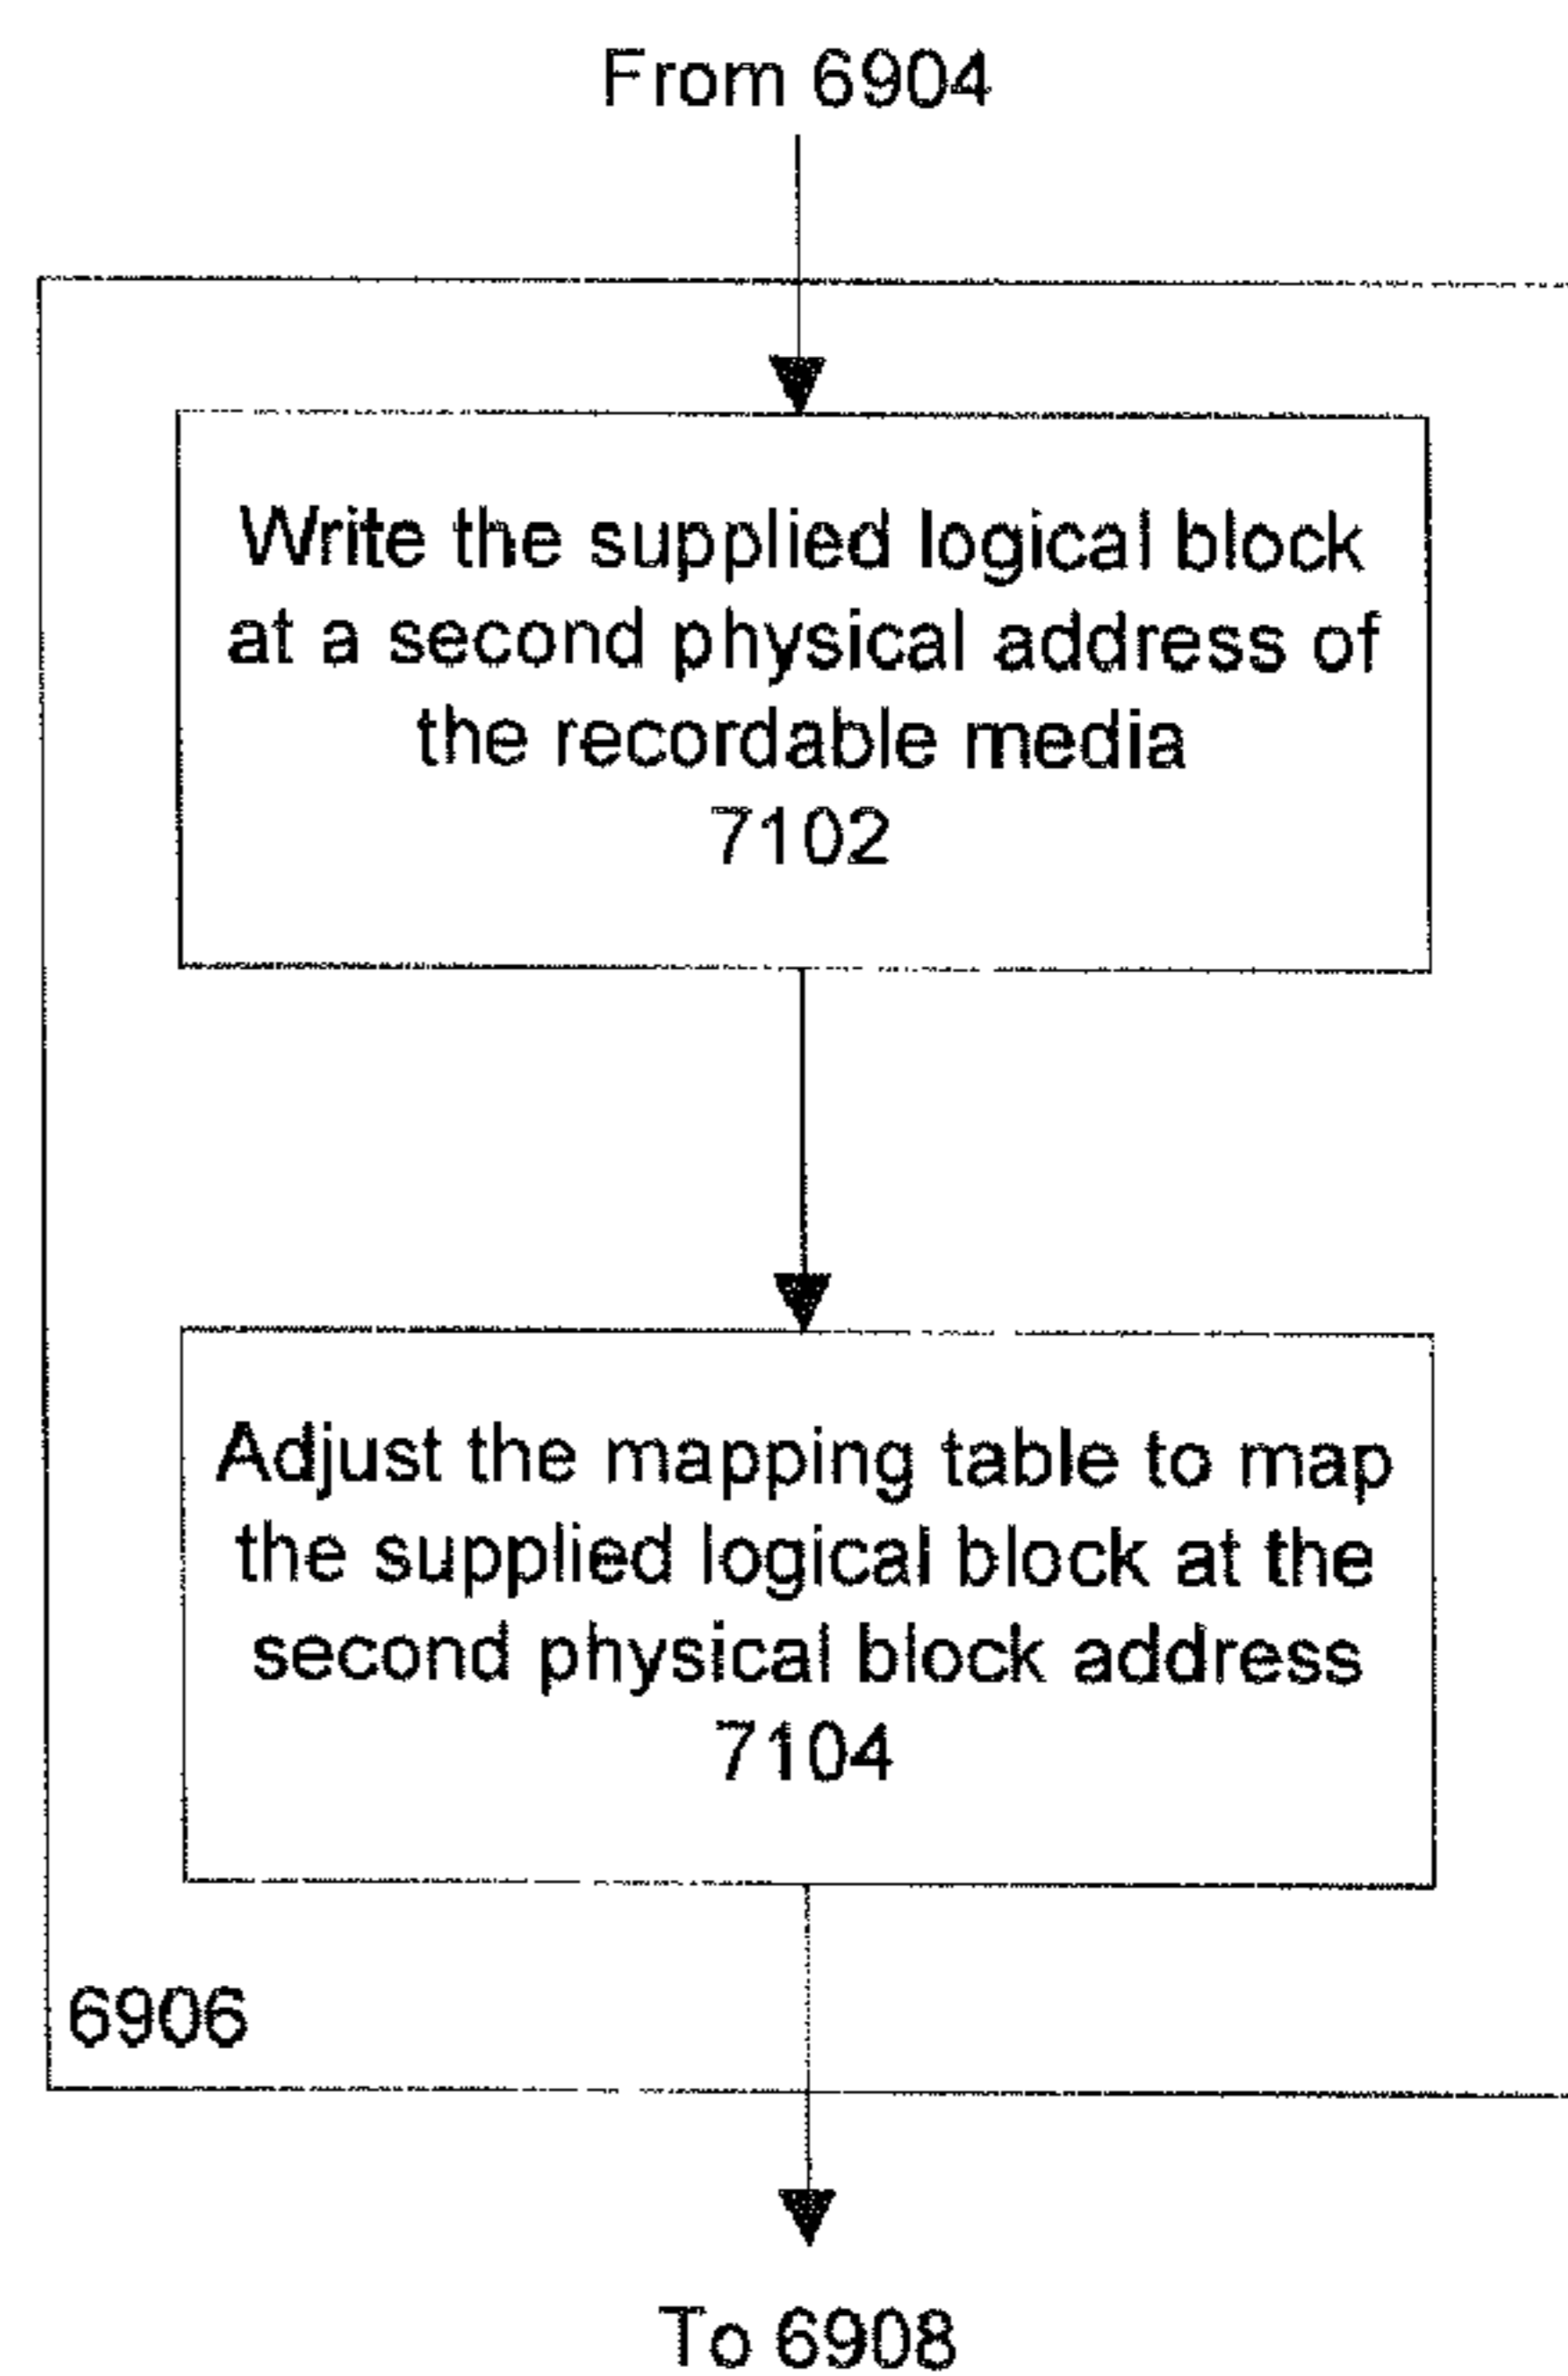 From 6904
Write the supplied logical block
at a second physical address of
the recordable media
7102
Adjust the mapping table to map
the supplied logical block at the
second physical block address
7104
6906
To 6908